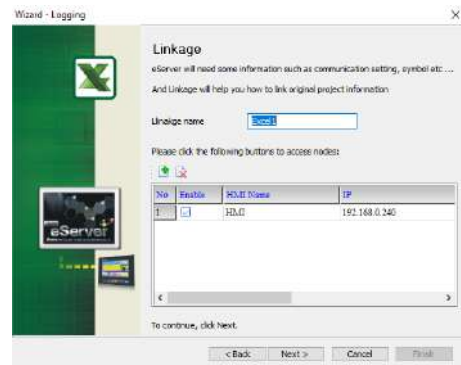 Wizard - Logging
Linkage
eServer will need some information such as communication setting, symbol etc ...
And Linkage will help you how to link original project information
Linakge name
Excel1
Please click the following buttons to access nodes:
No Enable HMI Name IP
1 HMI 192.168.0.240
eServer
To continue, click Next.
< Back Next > Cancel Finish